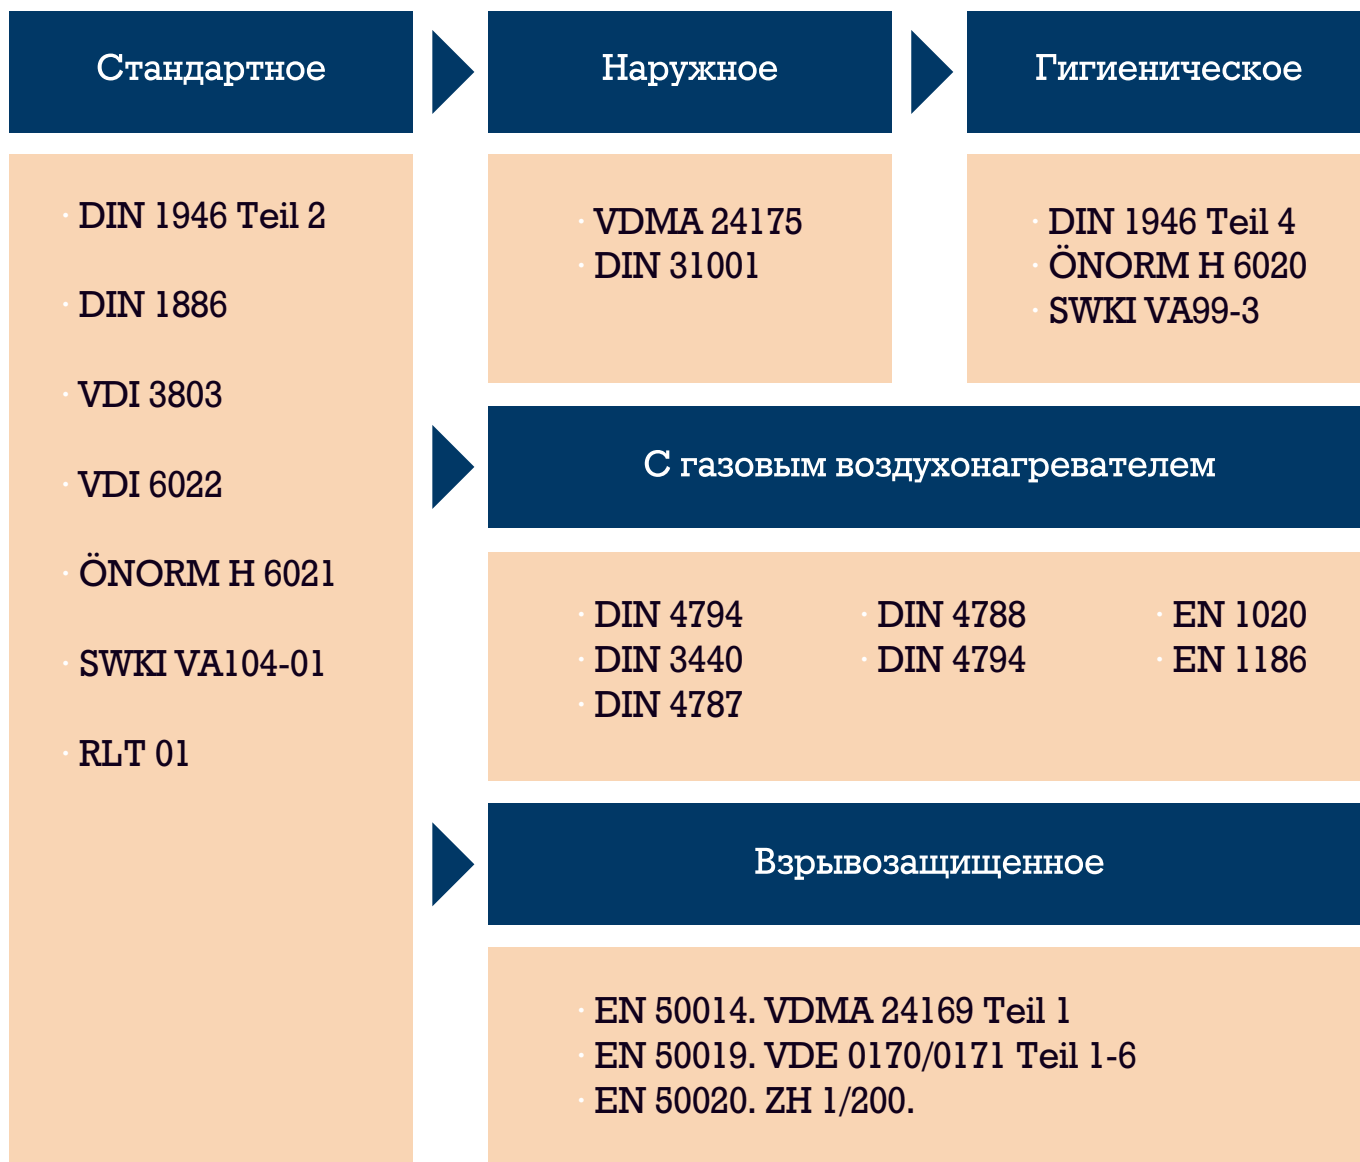 Стандартное
· DIN 1946 Teil 2
· DIN 1886
· VDI 3803
· VDI 6022
· ÖNORM H 6021
· SWKI VA104-01
· RLT 01
Наружное
· VDMA 24175
· DIN 31001
Гигиеническое
· DIN 1946 Teil 4
· ÖNORM H 6020
· SWKI VA99-3
С газовым воздухонагревателем
· DIN 4794
· DIN 3440
· DIN 4787
· DIN 4788
· DIN 4794
· EN 1020
· EN 1186
Взрывозащищенное
· EN 50014. VDMA 24169 Teil 1
· EN 50019. VDE 0170/0171 Teil 1-6
· EN 50020. ZH 1/200.